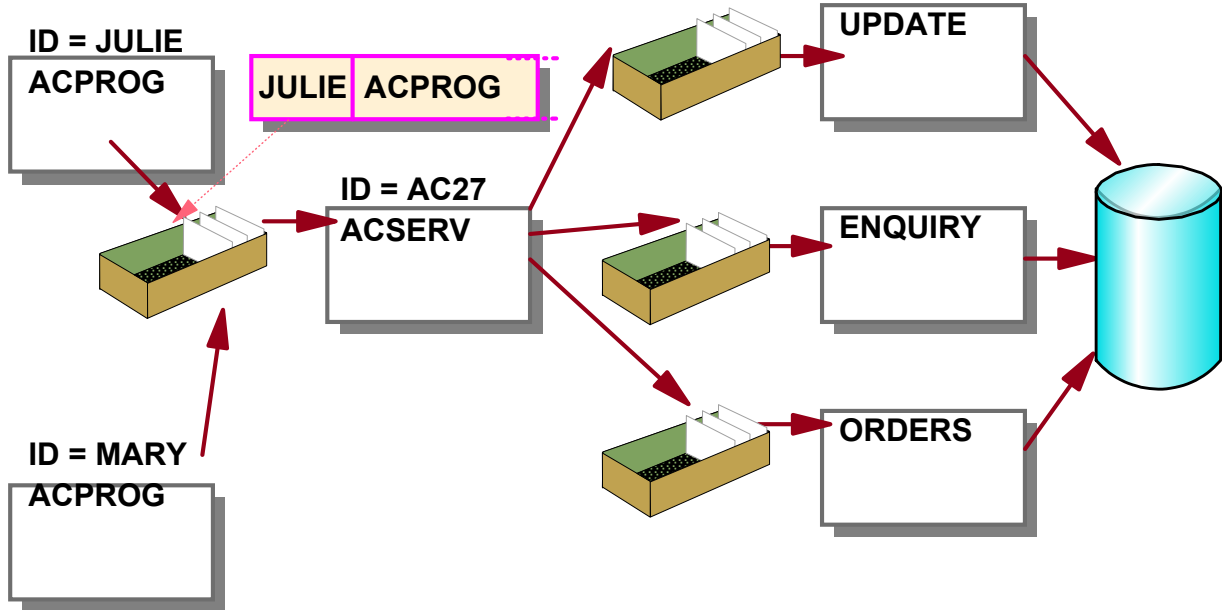 ID = JULIE
ACPROG
JULIE ACPROG
UPDATE
ID = AC27
ACSERV
ENQUIRY
ID = MARY
ACPROG
ORDERS